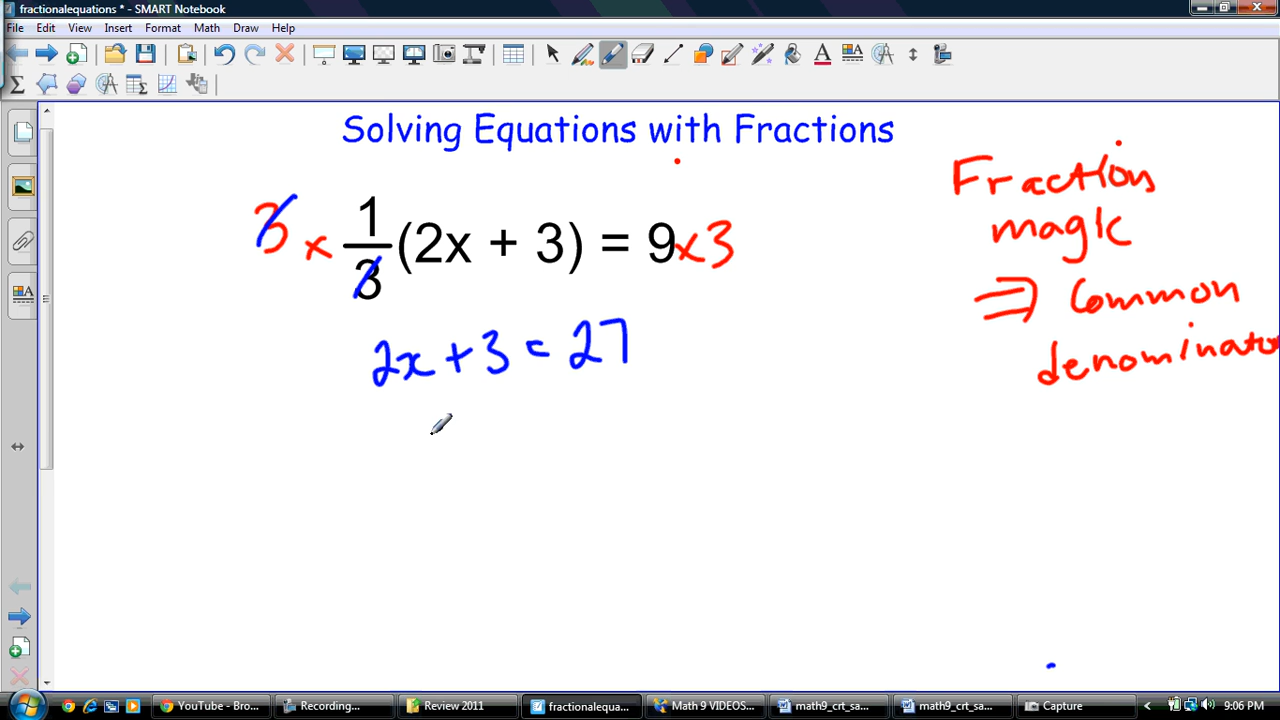 fractionalequations * - SMART Notebook
File Edit View Insert Format Math Draw Help
Solving Equations with Fractions
3 x 1/3 (2x + 3) = 9 x 3
2x + 3 = 27
Fraction
magic
⇒ Common
denominator
YouTube - Bro...
Recording...
Review 2011
fractionalequa...
Math 9 VIDEOS...
math9_crt_sa...
math9_crt_sa...
Capture
9:06 PM